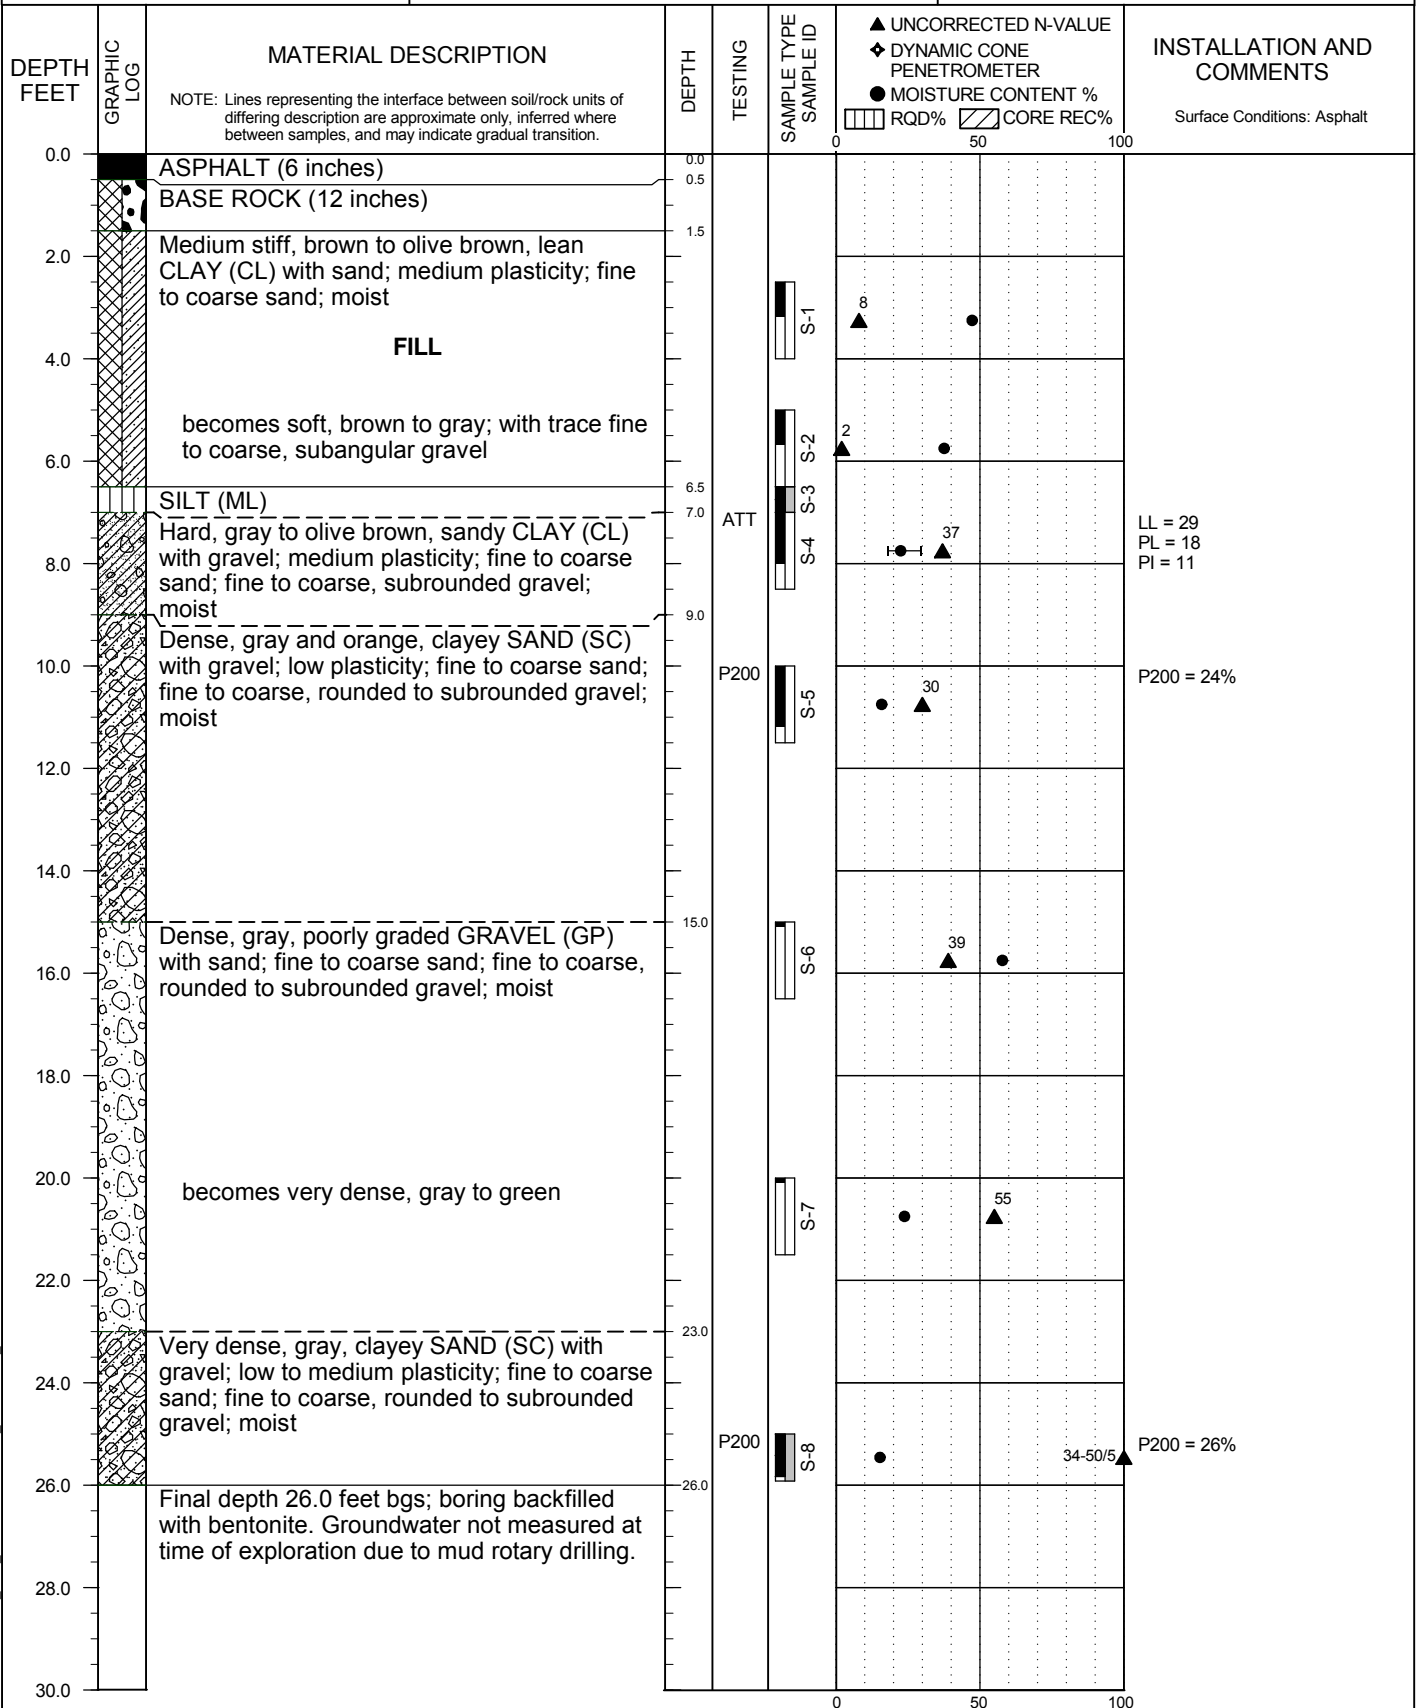 DEPTH
FEET
GRAPHIC
LOG
MATERIAL DESCRIPTION
NOTE: Lines representing the interface between soil/rock units of
differing description are approximate only, inferred where
between samples, and may indicate gradual transition.
DEPTH
TESTING
SAMPLE TYPE
SAMPLE ID
UNCORRECTED N-VALUE
DYNAMIC CONE
PENETROMETER
MOISTURE CONTENT %
RQD% CORE REC%
0 50 100
INSTALLATION AND
COMMENTS
Surface Conditions: Asphalt
0.0
ASPHALT (6 inches)
0.0
0.5
BASE ROCK (12 inches)
1.5
2.0
Medium stiff, brown to olive brown, lean
CLAY (CL) with sand; medium plasticity; fine
to coarse sand; moist
S-1
8
FILL
4.0
becomes soft, brown to gray; with trace fine
to coarse, subangular gravel
S-2
2
6.0
6.5
SILT (ML)
S-3
7.0
Hard, gray to olive brown, sandy CLAY (CL)
with gravel; medium plasticity; fine to coarse
sand; fine to coarse, subrounded gravel;
moist
ATT
S-4
37
LL = 29
PL = 18
PI = 11
8.0
9.0
Dense, gray and orange, clayey SAND (SC)
with gravel; low plasticity; fine to coarse sand;
fine to coarse, rounded to subrounded gravel;
moist
10.0
P200
S-5
30
P200 = 24%
12.0
14.0
15.0
Dense, gray, poorly graded GRAVEL (GP)
with sand; fine to coarse sand; fine to coarse,
rounded to subrounded gravel; moist
S-6
39
16.0
18.0
20.0
becomes very dense, gray to green
S-7
55
22.0
23.0
Very dense, gray, clayey SAND (SC) with
gravel; low to medium plasticity; fine to coarse
sand; fine to coarse, rounded to subrounded
gravel; moist
24.0
P200
S-8
34-50/5
P200 = 26%
26.0
26.0
Final depth 26.0 feet bgs; boring backfilled
with bentonite. Groundwater not measured at
time of exploration due to mud rotary drilling.
28.0
30.0
0 50 100